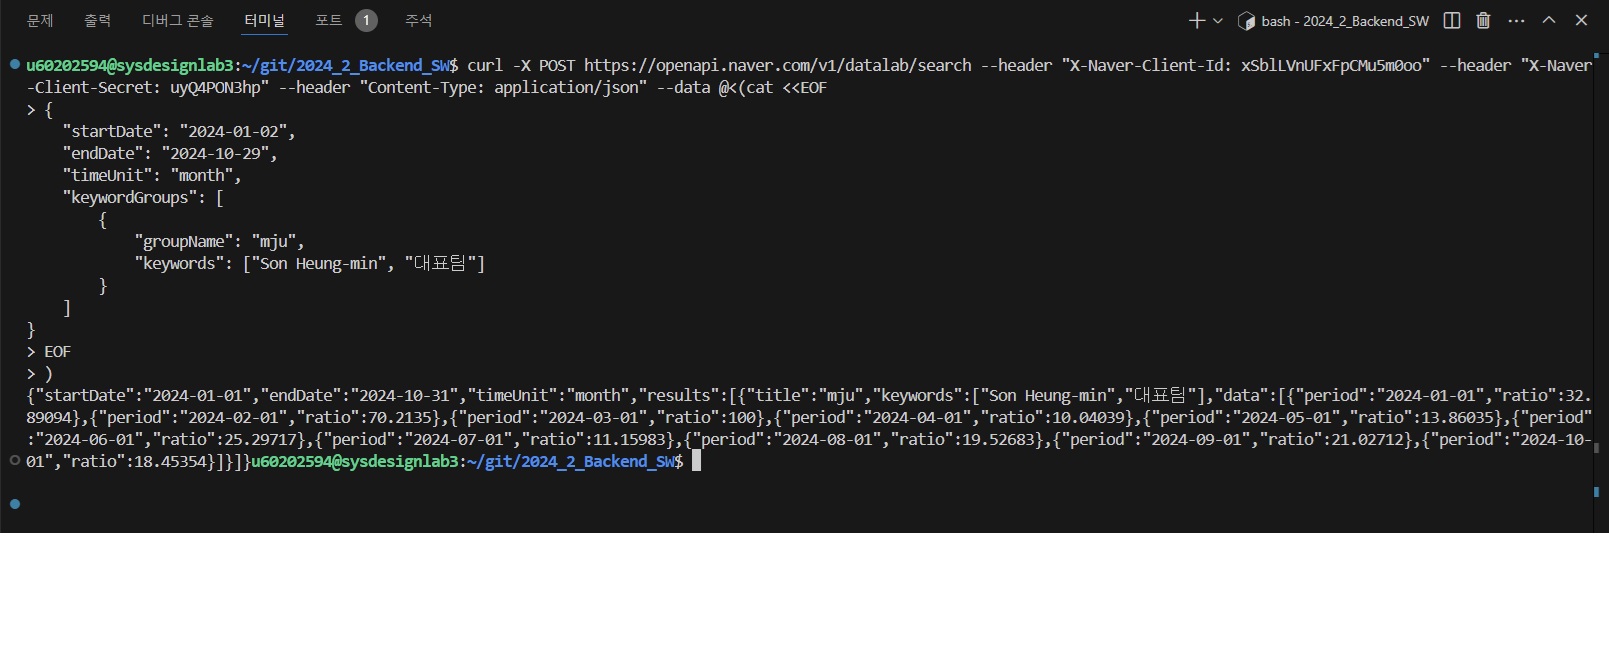 문제 출력 디버그 콘솔 터미널 포트 1 주석 bash - 2024_2_Backend_SW
u60202594@sysdesignlab3:~/git/2024_2_Backend_SW$ curl -X POST https://openapi.naver.com/v1/datalab/search --header "X-Naver-Client-Id: xSblLVnUFxFpCMu5m0oo" --header "X-Naver
-Client-Secret: uyQ4PON3hp" --header "Content-Type: application/json" --data @<(cat <<EOF
> {
    "startDate": "2024-01-02",
    "endDate": "2024-10-29",
    "timeUnit": "month",
    "keywordGroups": [
        {
            "groupName": "mju",
            "keywords": ["Son Heung-min", "대표팀"]
        }
    ]
}
> EOF
> )
{"startDate":"2024-01-01","endDate":"2024-10-31","timeUnit":"month","results":[{"title":"mju","keywords":["Son Heung-min","대표팀"],"data":[{"period":"2024-01-01","ratio":32.
89094},{"period":"2024-02-01","ratio":70.2135},{"period":"2024-03-01","ratio":100},{"period":"2024-04-01","ratio":10.04039},{"period":"2024-05-01","ratio":13.86035},{"period"
:"2024-06-01","ratio":25.29717},{"period":"2024-07-01","ratio":11.15983},{"period":"2024-08-01","ratio":19.52683},{"period":"2024-09-01","ratio":21.02712},{"period":"2024-10-
01","ratio":18.45354}]}]}u60202594@sysdesignlab3:~/git/2024_2_Backend_SW$